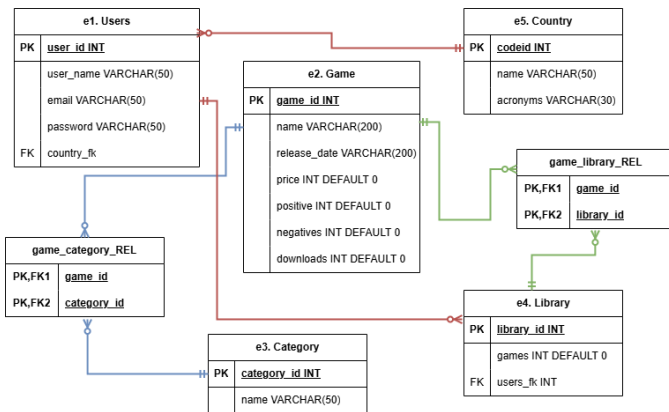 e1. Users
PK user_id INT
user_name VARCHAR(50)
email VARCHAR(50)
password VARCHAR(50)
FK country_fk
e5. Country
PK codeid INT
name VARCHAR(50)
acronyms VARCHAR(30)
e2. Game
PK game_id INT
name VARCHAR(200)
release_date VARCHAR(200)
price INT DEFAULT 0
positive INT DEFAULT 0
negatives INT DEFAULT 0
downloads INT DEFAULT 0
game_library_REL
PK,FK1 game_id
PK,FK2 library_id
game_category_REL
PK,FK1 game_id
PK,FK2 category_id
e4. Library
PK library_id INT
games INT DEFAULT 0
FK users_fk INT
e3. Category
PK category_id INT
name VARCHAR(50)